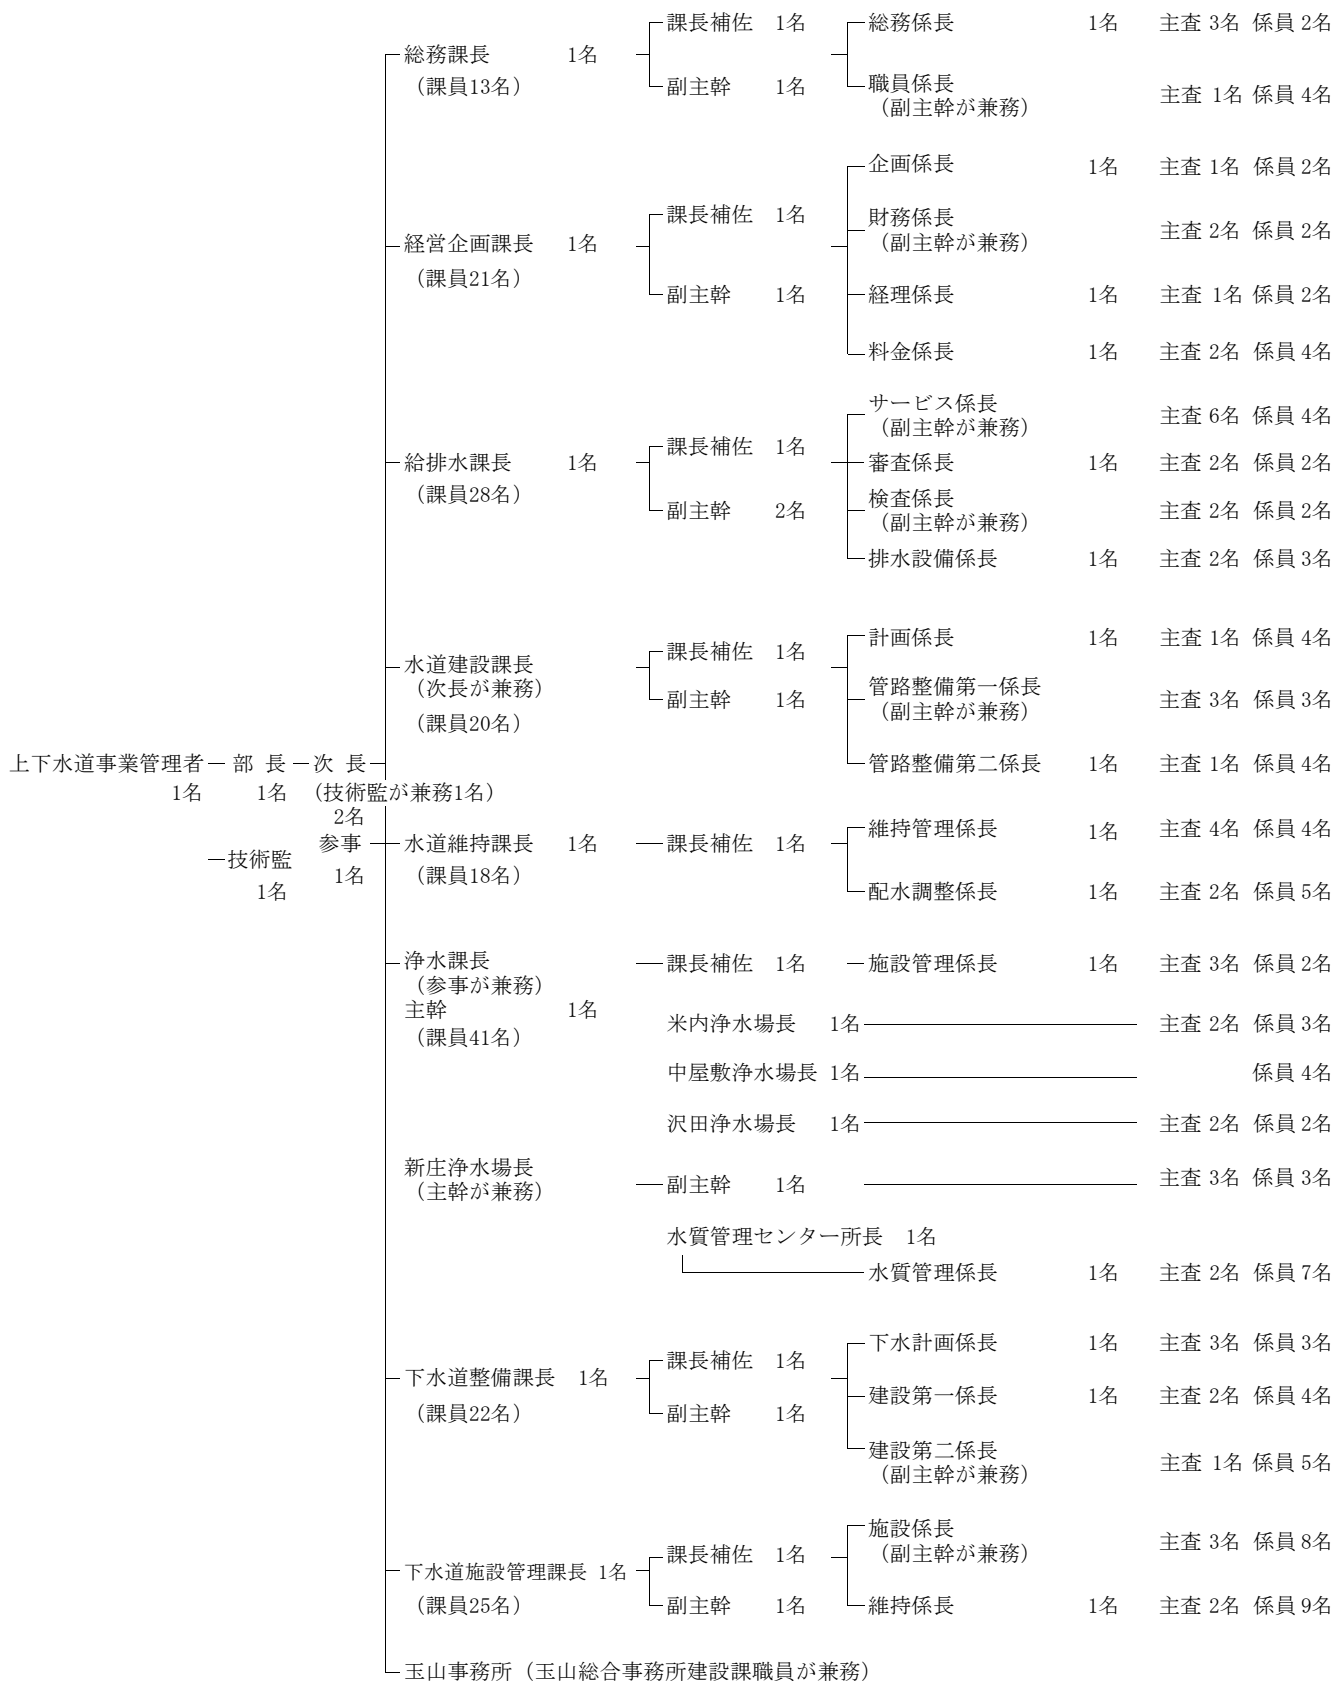 課長補佐 1名
総務係長 1名 主査 3名 係員 2名
総務課長 1名
(課員13名)
副主幹 1名
職員係長
(副主幹が兼務)
主査 1名 係員 4名
企画係長 1名 主査 1名 係員 2名
課長補佐 1名
財務係長
(副主幹が兼務)
主査 2名 係員 2名
経営企画課長 1名
(課員21名)
副主幹 1名
経理係長 1名 主査 1名 係員 2名
料金係長 1名 主査 2名 係員 4名
サービス係長
(副主幹が兼務)
主査 6名 係員 4名
課長補佐 1名
給排水課長 1名
(課員28名)
審査係長 1名 主査 2名 係員 2名
副主幹 2名
検査係長
(副主幹が兼務)
主査 2名 係員 2名
排水設備係長 1名 主査 2名 係員 3名
計画係長 1名 主査 1名 係員 4名
課長補佐 1名
水道建設課長
(次長が兼務)
(課員20名)
副主幹 1名
管路整備第一係長
(副主幹が兼務)
主査 3名 係員 3名
管路整備第二係長 1名 主査 1名 係員 4名
上下水道事業管理者 部 長 次 長
1名 1名 (技術監が兼務1名)
2名
参事
1名
技術監
1名
水道維持課長 1名
(課員18名)
課長補佐 1名
維持管理係長 1名 主査 4名 係員 4名
配水調整係長 1名 主査 2名 係員 5名
浄水課長
(参事が兼務)
主幹 1名
(課員41名)
課長補佐 1名 施設管理係長 1名 主査 3名 係員 2名
米内浄水場長 1名 主査 2名 係員 3名
中屋敷浄水場長 1名 係員 4名
沢田浄水場長 1名 主査 2名 係員 2名
新庄浄水場長
(主幹が兼務)
副主幹 1名 主査 3名 係員 3名
水質管理センター所長 1名
水質管理係長 1名 主査 2名 係員 7名
下水計画係長 1名 主査 3名 係員 3名
課長補佐 1名
下水道整備課長 1名
(課員22名)
建設第一係長 1名 主査 2名 係員 4名
副主幹 1名
建設第二係長
(副主幹が兼務)
主査 1名 係員 5名
施設係長
(副主幹が兼務)
主査 3名 係員 8名
課長補佐 1名
下水道施設管理課長 1名
(課員25名)
副主幹 1名
維持係長 1名 主査 2名 係員 9名
玉山事務所(玉山総合事務所建設課職員が兼務)